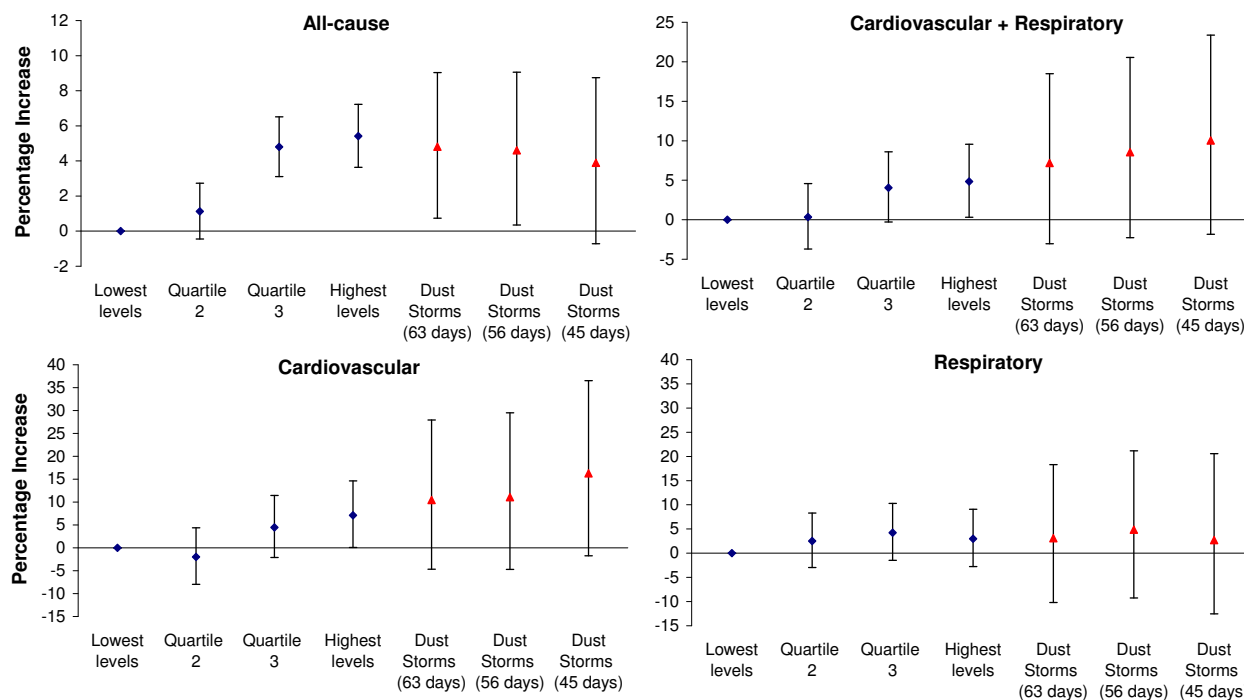 All-cause
Percentage Increase
12
10
8
6
4
2
0
-2
Lowest Quartile Quartile Highest Dust Dust Dust
levels 2 3 levels Storms Storms Storms
(63 days) (56 days) (45 days)
Cardiovascular + Respiratory
25
20
15
10
5
0
-5
Lowest Quartile Quartile Highest Dust Dust Dust
levels 2 3 levels Storms Storms Storms
(63 days) (56 days) (45 days)
Cardiovascular
Percentage Increase
40
35
30
25
20
15
10
5
0
-5
-10
-15
Lowest Quartile Quartile Highest Dust Dust Dust
levels 2 3 levels Storms Storms Storms
(63 days) (56 days) (45 days)
Respiratory
40
35
30
25
20
15
10
5
0
-5
-10
-15
Lowest Quartile Quartile Highest Dust Dust Dust
levels 2 3 levels Storms Storms Storms
(63 days) (56 days) (45 days)